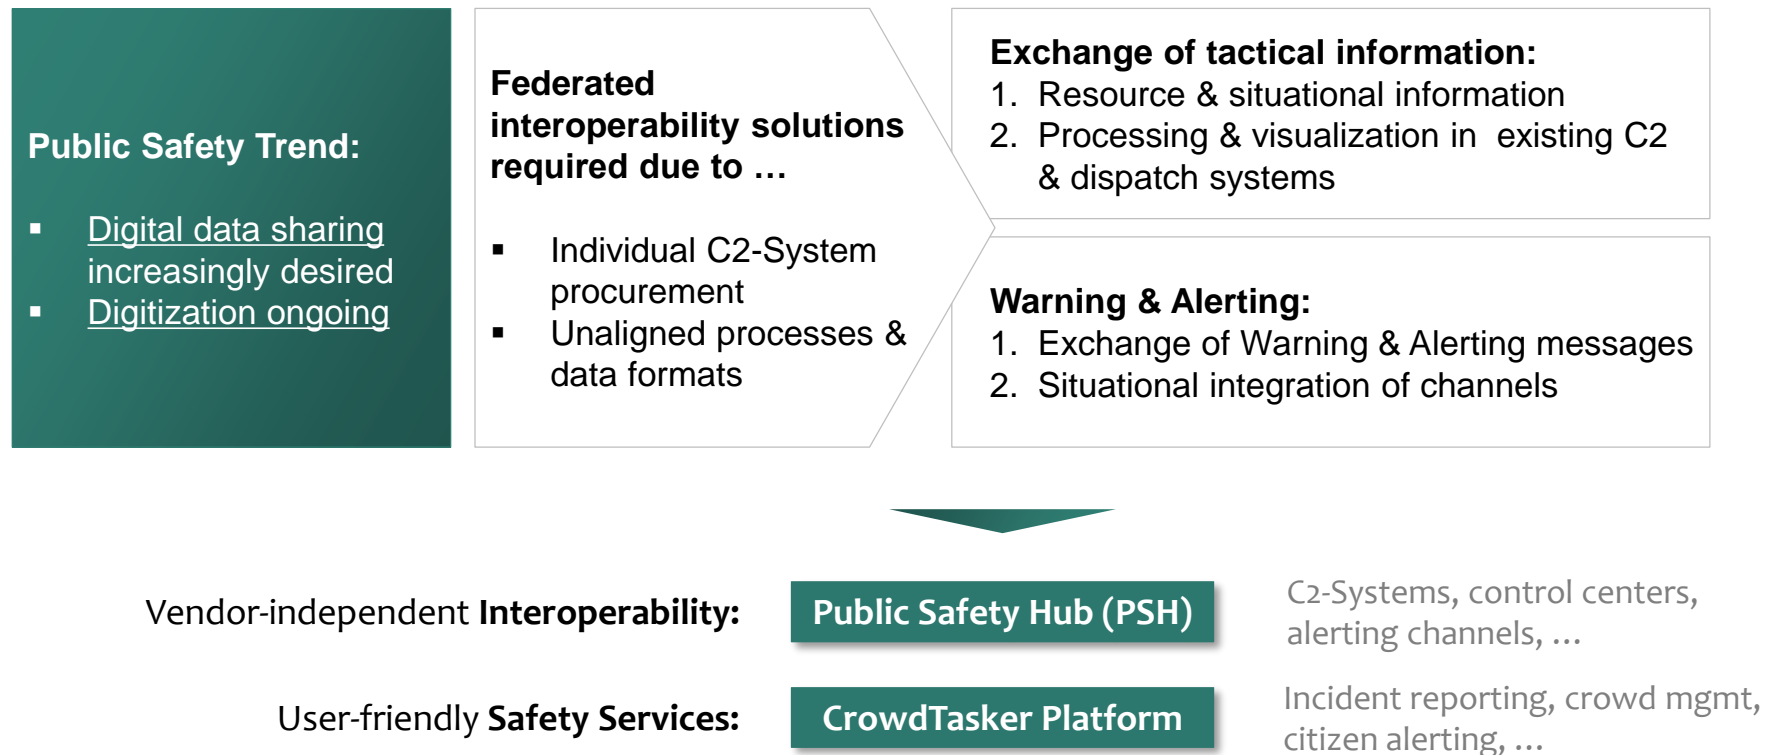 Public Safety Trend:
▪ Digital data sharing
increasingly desired
▪ Digitization ongoing
Federated
interoperability solutions
required due to …
▪ Individual C2-System
procurement
▪ Unaligned processes &
data formats
Exchange of tactical information:
1. Resource & situational information
2. Processing & visualization in existing C2
& dispatch systems
Warning & Alerting:
1. Exchange of Warning & Alerting messages
2. Situational integration of channels
Vendor-independent Interoperability:
Public Safety Hub (PSH)
C2-Systems, control centers,
alerting channels, …
User-friendly Safety Services:
CrowdTasker Platform
Incident reporting, crowd mgmt,
citizen alerting, …